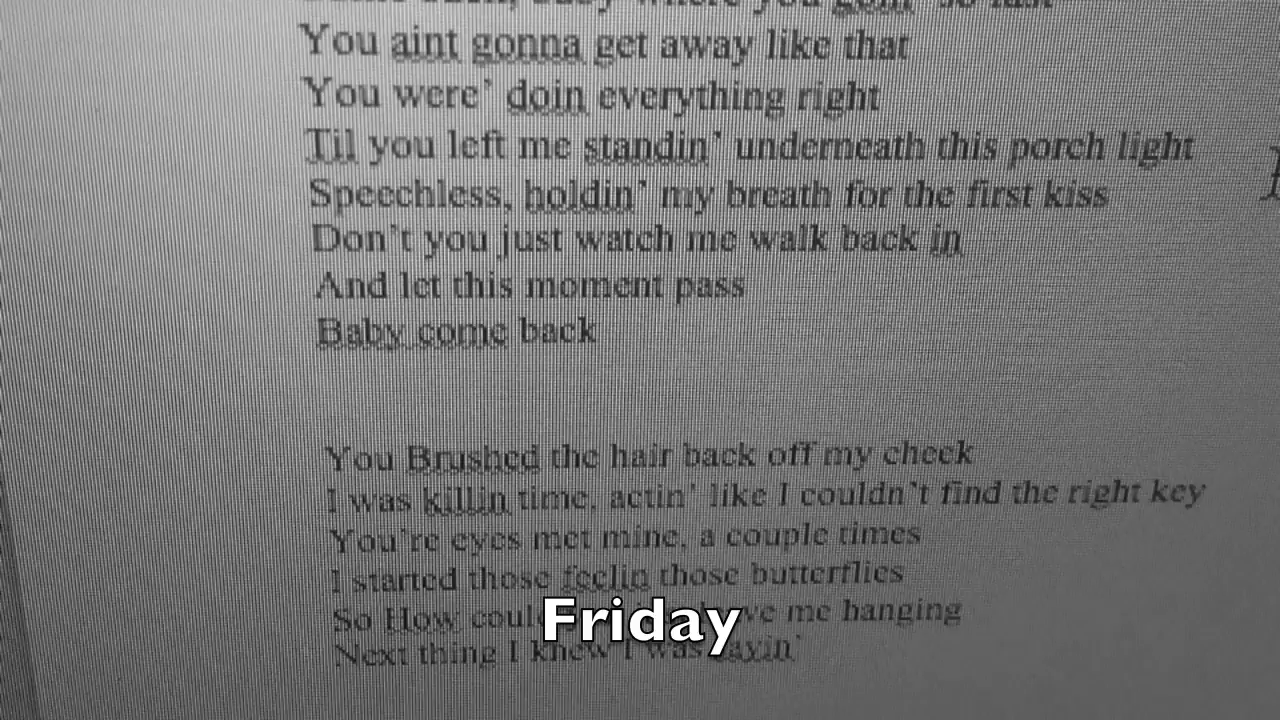 You aint gonna get away like that
You were' doin everything right
Til you left me standin' underneath this porch light
Speechless, holdin' my breath for the first kiss
Don't you just watch me walk back in
And let this moment pass
Baby come back
You Brushed the hair back off my cheek
I was killin time, actin' like I couldn't find the right key
You're eyes met mine, a couple times
I started those feelin those butterflies
So How me hanging
Next thing I knew I was sayin'
Friday